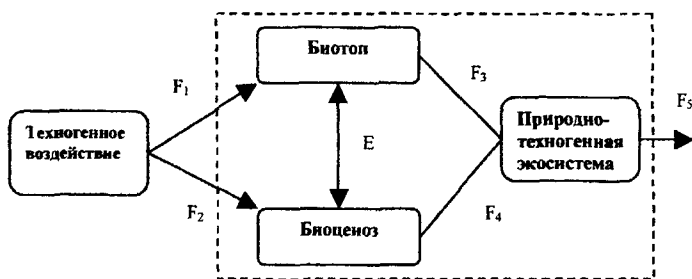 Биотоп
F₁
F₃
Техногенное
воздействие
E
Природно-
техногенная
экосистема
F₅
F₂
F₄
Биоценоз